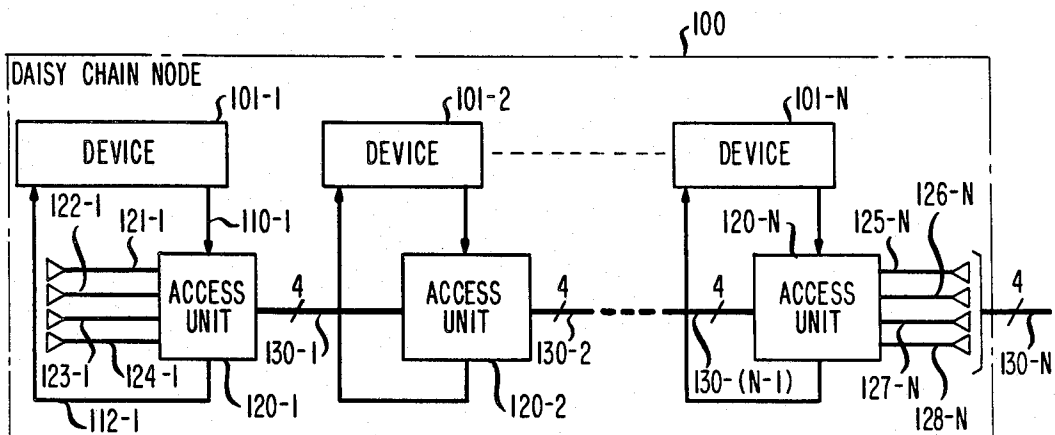 100
DAISY CHAIN NODE
101-1
101-2
101-N
DEVICE
DEVICE
DEVICE
122-1
121-1
110-1
120-N
125-N
126-N
ACCESS
UNIT
4
ACCESS
UNIT
4
4
ACCESS
UNIT
4
130-1
130-2
130-(N-1)
130-N
123-1
124-1
127-N
112-1
120-1
120-2
128-N